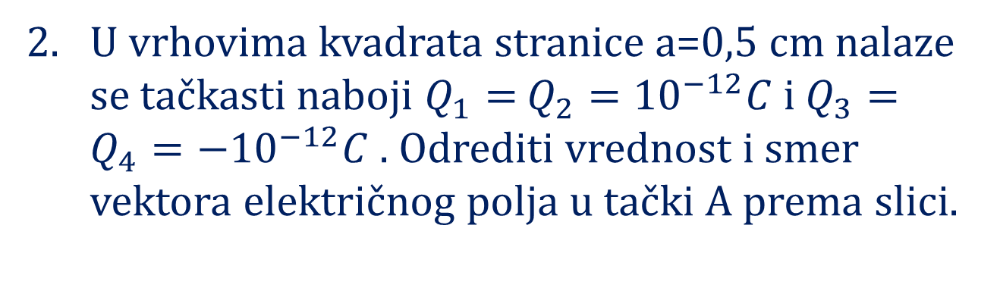 2. U vrhovima kvadrata stranice a=0,5 cm nalaze
se tačkasti naboji Q₁ = Q₂ = 10⁻¹²C i Q₃ =
Q₄ = −10⁻¹²C . Odrediti vrednost i smer
vektora električnog polja u tački A prema slici.